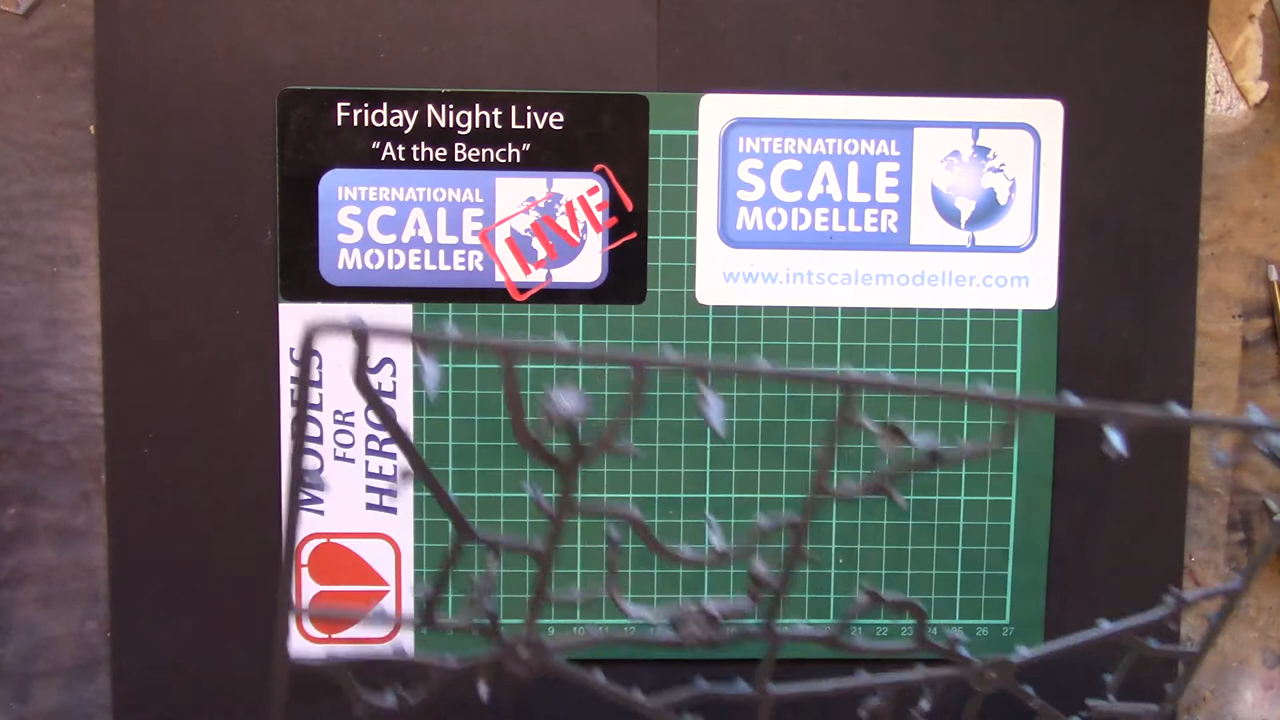 Friday Night Live
“At the Bench”
INTERNATIONAL
SCALE
MODELLER
LIVE
INTERNATIONAL
SCALE
MODELLER
www.intscalemodeller.com
MODELS
FOR
HEROES
9 10 11 12 21 22 23 24 25 26 27